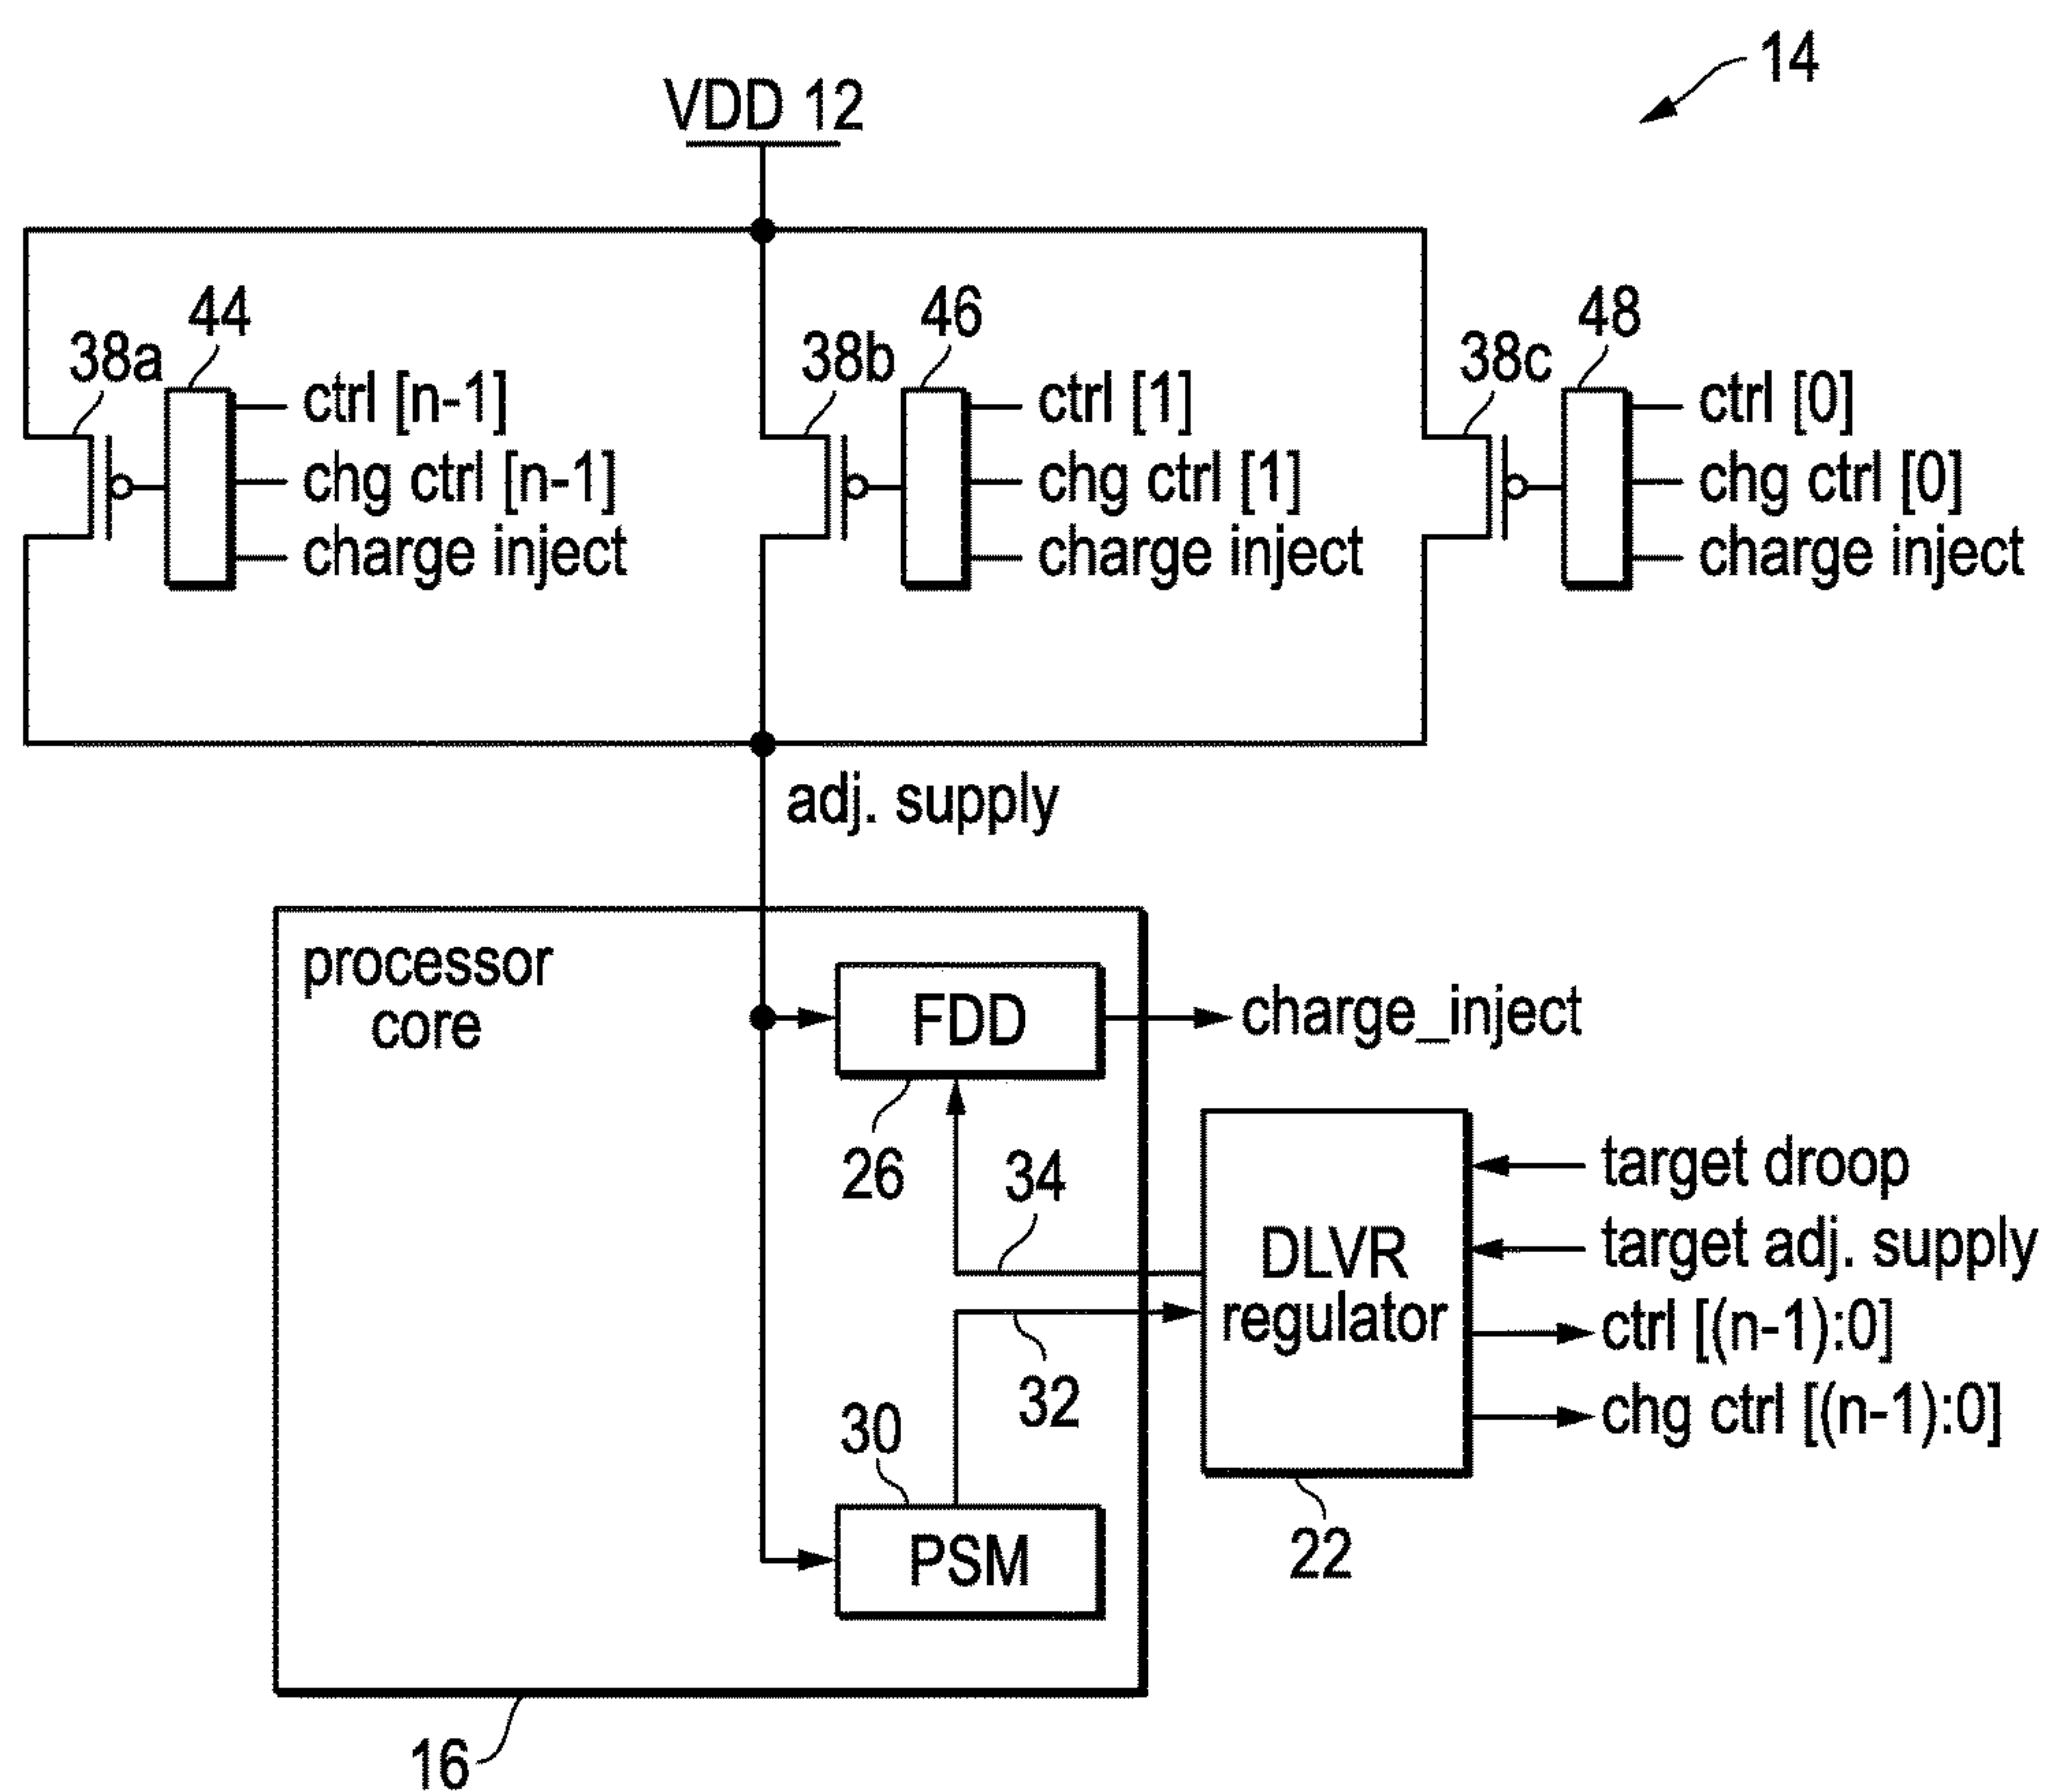 14
VDD 12
44
46
48
38a
38b
38c
ctrl [n-1]
chg ctrl [n-1]
charge inject
ctrl [1]
chg ctrl [1]
charge inject
ctrl [0]
chg ctrl [0]
charge inject
adj. supply
processor
core
FDD
charge_inject
26
34
target droop
target adj. supply
DLVR
regulator
ctrl [(n-1):0]
chg ctrl [(n-1):0]
32
30
PSM
22
16